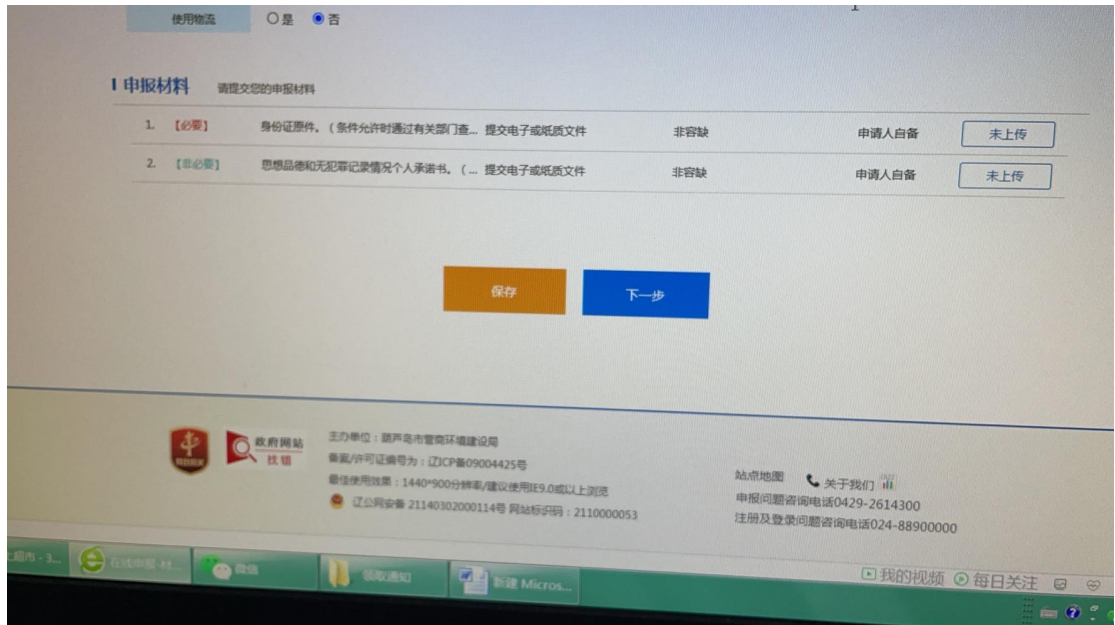 使用物流 是 否
申报材料 请提交您的申报材料
1. 【必要】 身份证原件。（条件允许时通过有关部门查... 提交电子或纸质文件 非容缺 申请人自备 未上传
2. 【非必要】 思想品德和无犯罪记录情况个人承诺书。（... 提交电子或纸质文件 非容缺 申请人自备 未上传
保存 下一步
政府网站
找错
主办单位：葫芦岛市营商环境建设局
备案/许可证编号为：辽ICP备09004425号
最佳使用效果：1440*900分辨率/建议使用IE9.0或以上浏览
辽公网安备 21140302000114号 网站标识码：2110000053
站点地图 关于我们
申报问题咨询电话0429-2614300
注册及登录问题咨询电话024-88900000
上超市 - 3... 在线申报-材... 微信 领取通知 新建 Micros...
我的视频 每日关注